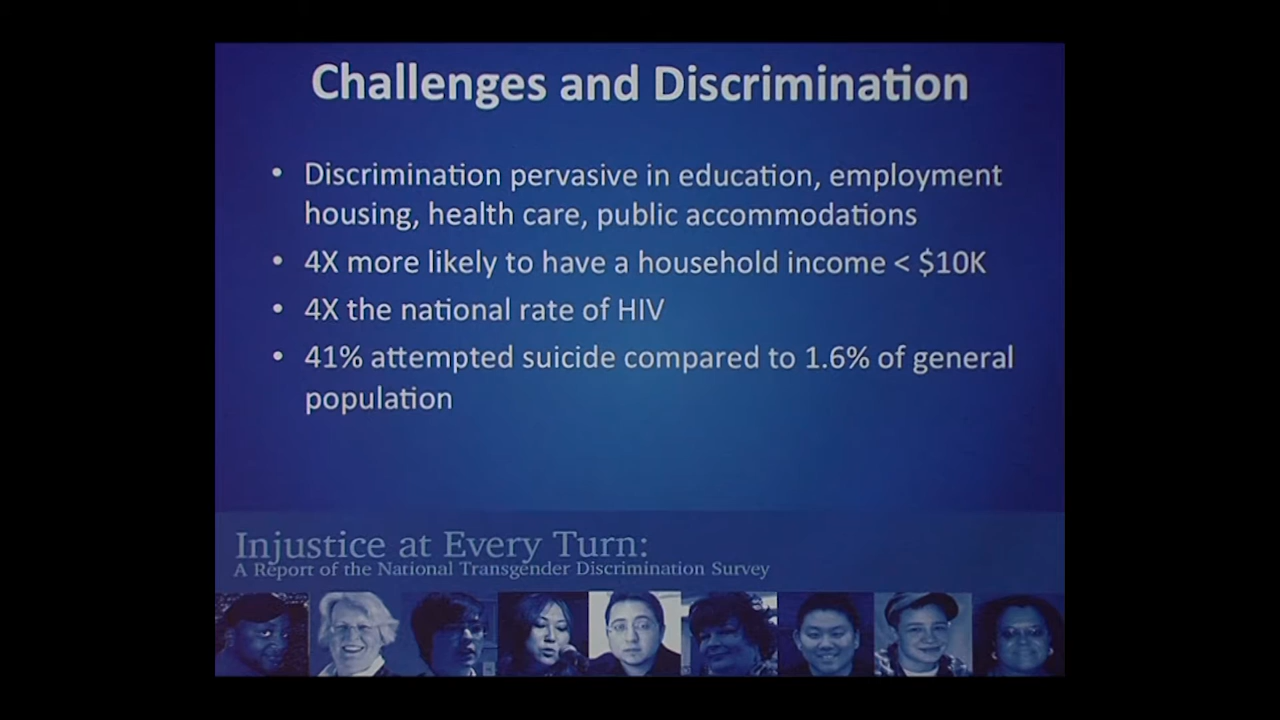 Challenges and Discrimination
• Discrimination pervasive in education, employment
housing, health care, public accommodations
• 4X more likely to have a household income < $10K
• 4X the national rate of HIV
• 41% attempted suicide compared to 1.6% of general
population
Injustice at Every Turn:
A Report of the National Transgender Discrimination Survey